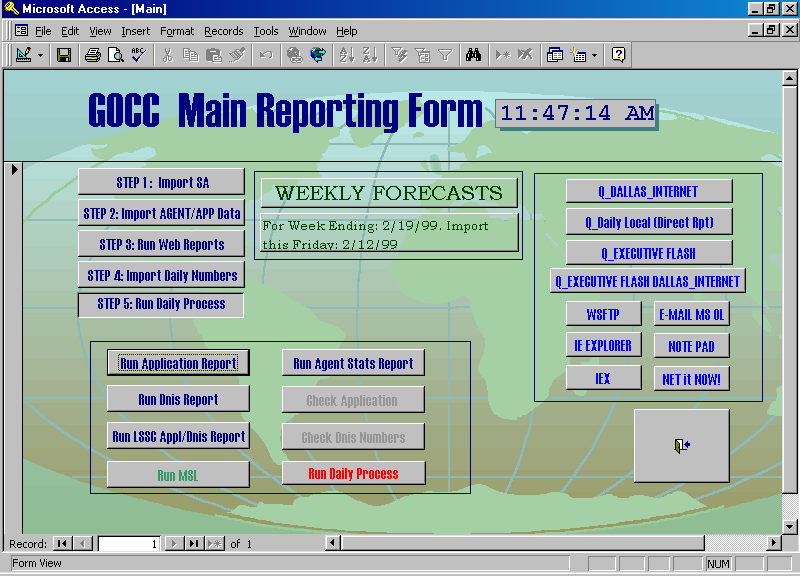 Microsoft Access - [Main]
File Edit View Insert Format Records Tools Window Help
GOCC Main Reporting Form
11:47:14 AM
STEP 1 : Import SA
STEP 2: Import AGENT/APP Data
STEP 3: Run Web Reports
STEP 4: Import Daily Numbers
STEP 5: Run Daily Process
WEEKLY FORECASTS
For Week Ending: 2/19/99. Import
this Friday: 2/12/99
Q_DALLAS_INTERNET
Q_Daily Local (Direct Rpt)
Q_EXECUTIVE FLASH
Q_EXECUTIVE FLASH DALLAS_INTERNET
WSFTP E-MAIL MS OL
IE EXPLORER NOTE PAD
IEX NET it NOW!
Run Application Report Run Agent Stats Report
Run Dnis Report Check Application
Run LSSC Appl/Dnis Report Check Dnis Numbers
Run MSL Run Daily Process
Record: 1 of 1
Form View NUM